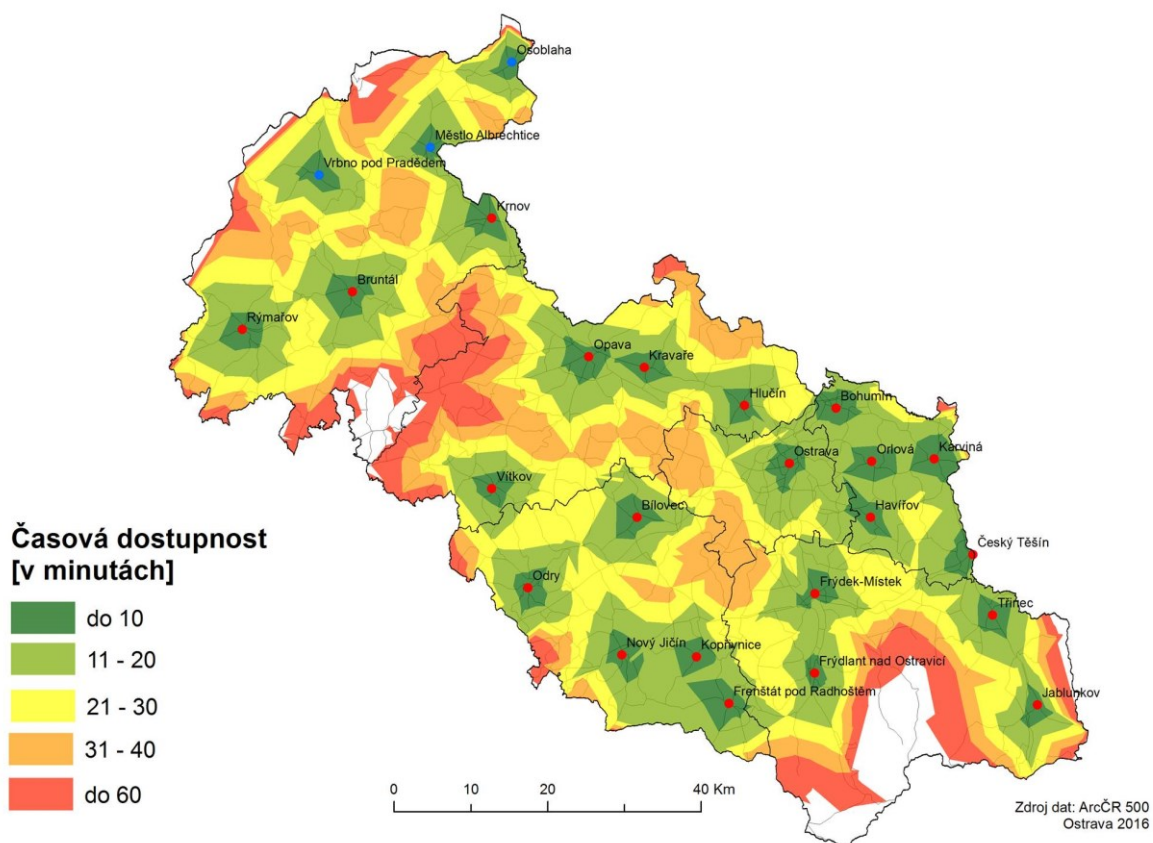 Osoblaha
Městlo Albrechtice
Vrbno pod Pradědem
Krnov
Bruntál
Rýmařov
Opava
Kravaře
Hlučín
Bohumín
Ostrava
Orlová
Karviná
Vítkov
Bílovec
Havířov
Český Těšín
Odry
Frýdek-Místek
Třinec
Nový Jičín
Kopřivnice
Frýdlant nad Ostravicí
Frenštát pod Radhoštěm
Jablunkov
Časová dostupnost
[v minutách]
do 10
11 - 20
21 - 30
31 - 40
do 60
0 10 20 40 Km
Zdroj dat: ArcČR 500
Ostrava 2016